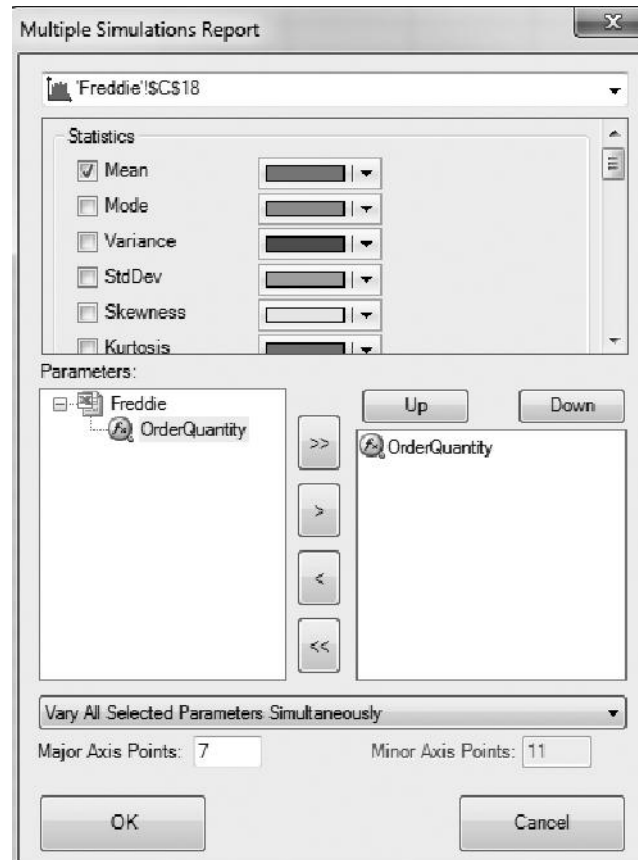 Multiple Simulations Report
'Freddie'!$C$18
Statistics
Mean
Mode
Variance
StdDev
Skewness
Kurtosis
Parameters:
Freddie
OrderQuantity
>>
>
<
<<
Up
Down
OrderQuantity
Vary All Selected Parameters Simultaneously
Major Axis Points: 7
Minor Axis Points: 11
OK
Cancel